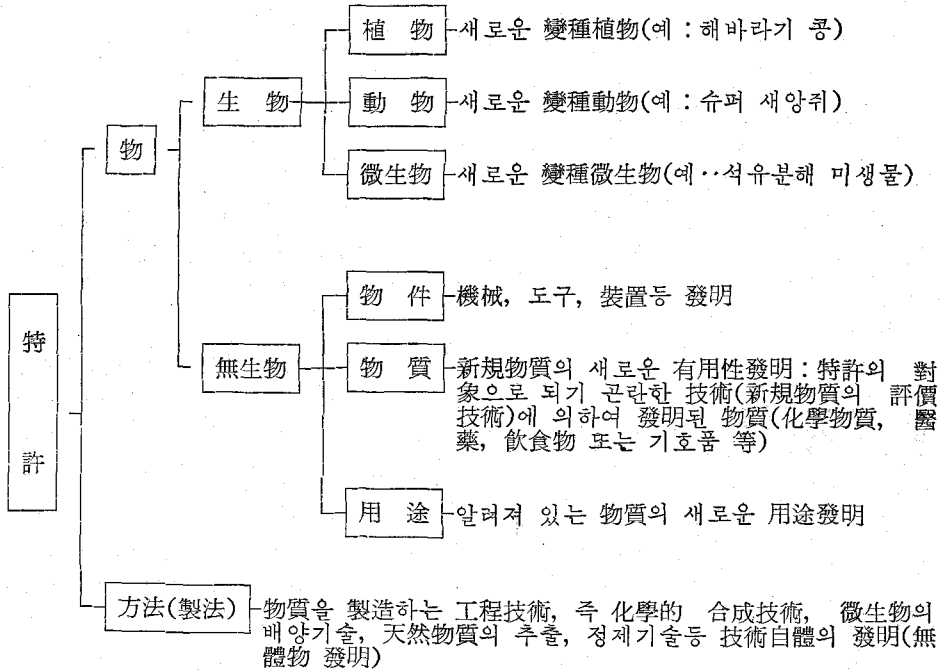 植 物 새로운 變種植物(예 : 해바라기 콩)
生 物 動 物 새로운 變種動物(예 : 슈퍼 새앙쥐)
物
微生物 새로운 變種微生物(예‥석유분해 미생물)
物 件 機械, 도구, 裝置등 發明
特 許
無生物 物 質 新規物質의 새로운 有用性發明 : 特許의 對
象으로 되기 곤란한 技術(新規物質의 評價
技術)에 의하여 發明된 物質(化學物質, 醫
藥, 飮食物 또는 기호품 等)
用 途 알려져 있는 物質의 새로운 用途發明
方法(製法) 物質을 製造하는 工程技術, 즉 化學的 合成技術, 微生物의
배양기술, 天然物質의 추출, 정제기술등 技術自體의 發明(無
體物 發明)